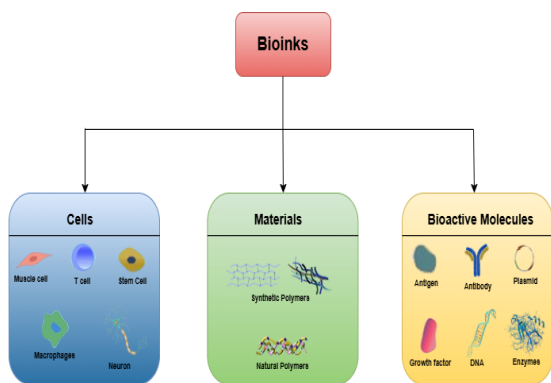 Bioinks
Cells
Muscle cell T cell Stem Cell
Macrophages Neuron
Materials
Synthetic Polymers
Natural Polymers
Bioactive Molecules
Antigen Antibody Plasmid
Growth factor DNA Enzymes